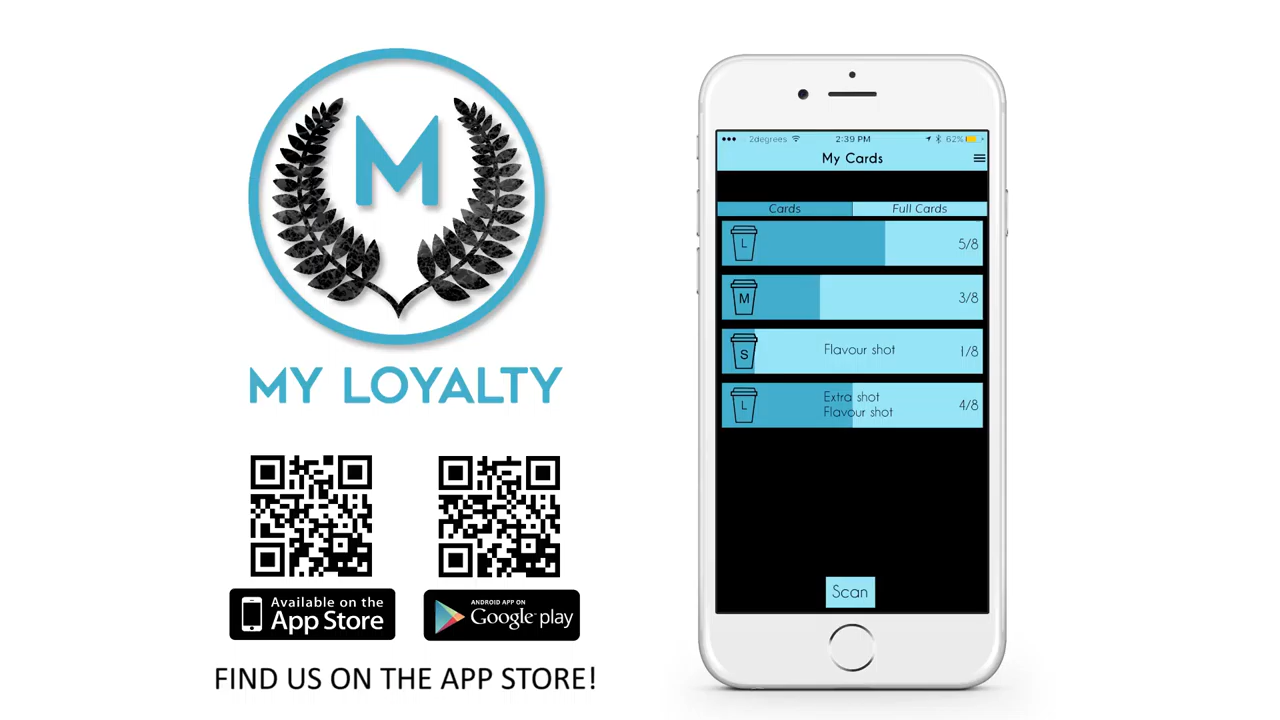 M
MY LOYALTY
Available on the
App Store
ANDROID APP ON
Google play
FIND US ON THE APP STORE!
2degrees
2:39 PM
62%
My Cards
Cards
Full Cards
L
5/8
M
3/8
S
Flavour shot
1/8
L
Extra shot
Flavour shot
4/8
Scan